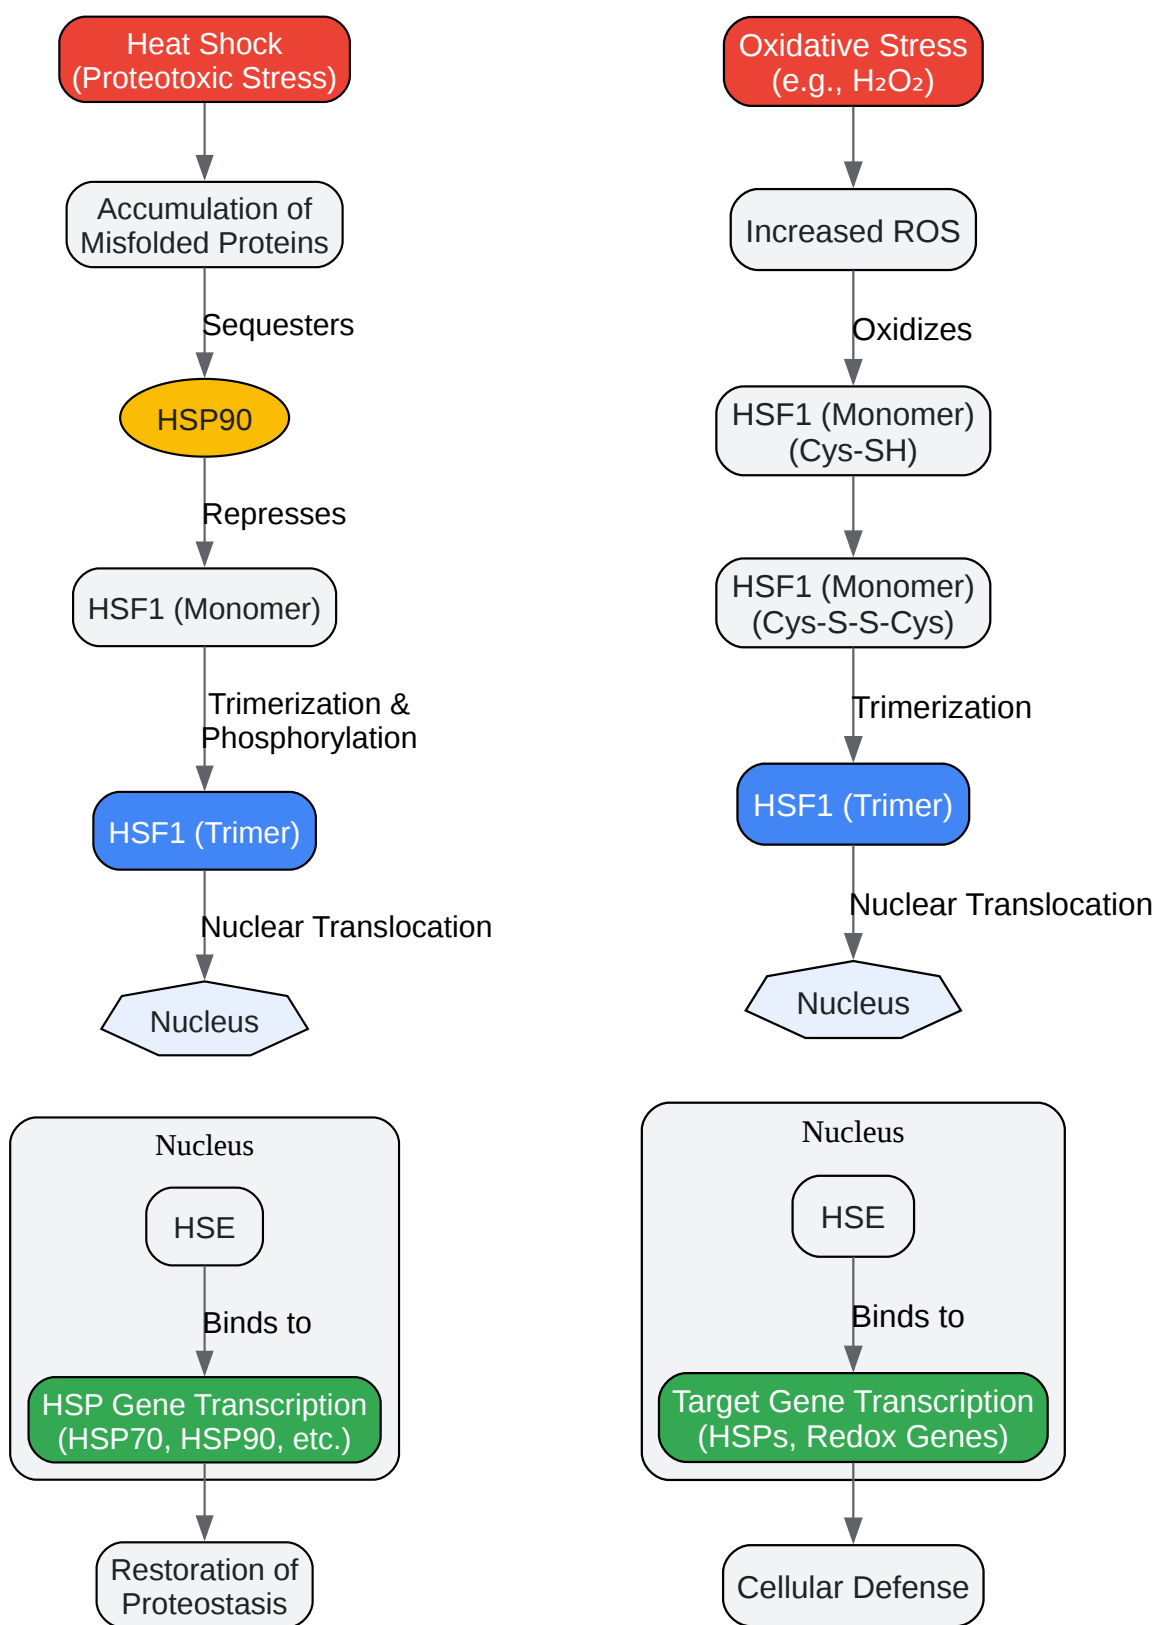 Heat Shock
(Proteotoxic Stress)
Accumulation of
Misfolded Proteins
Sequesters
HSP90
Represses
HSF1 (Monomer)
Trimerization &
Phosphorylation
HSF1 (Trimer)
Nuclear Translocation
Nucleus
Nucleus
HSE
Binds to
HSP Gene Transcription
(HSP70, HSP90, etc.)
Restoration of
Proteostasis
Oxidative Stress
(e.g., H₂O₂)
Increased ROS
Oxidizes
HSF1 (Monomer)
(Cys-SH)
HSF1 (Monomer)
(Cys-S-S-Cys)
Trimerization
HSF1 (Trimer)
Nuclear Translocation
Nucleus
Nucleus
HSE
Binds to
Target Gene Transcription
(HSPs, Redox Genes)
Cellular Defense